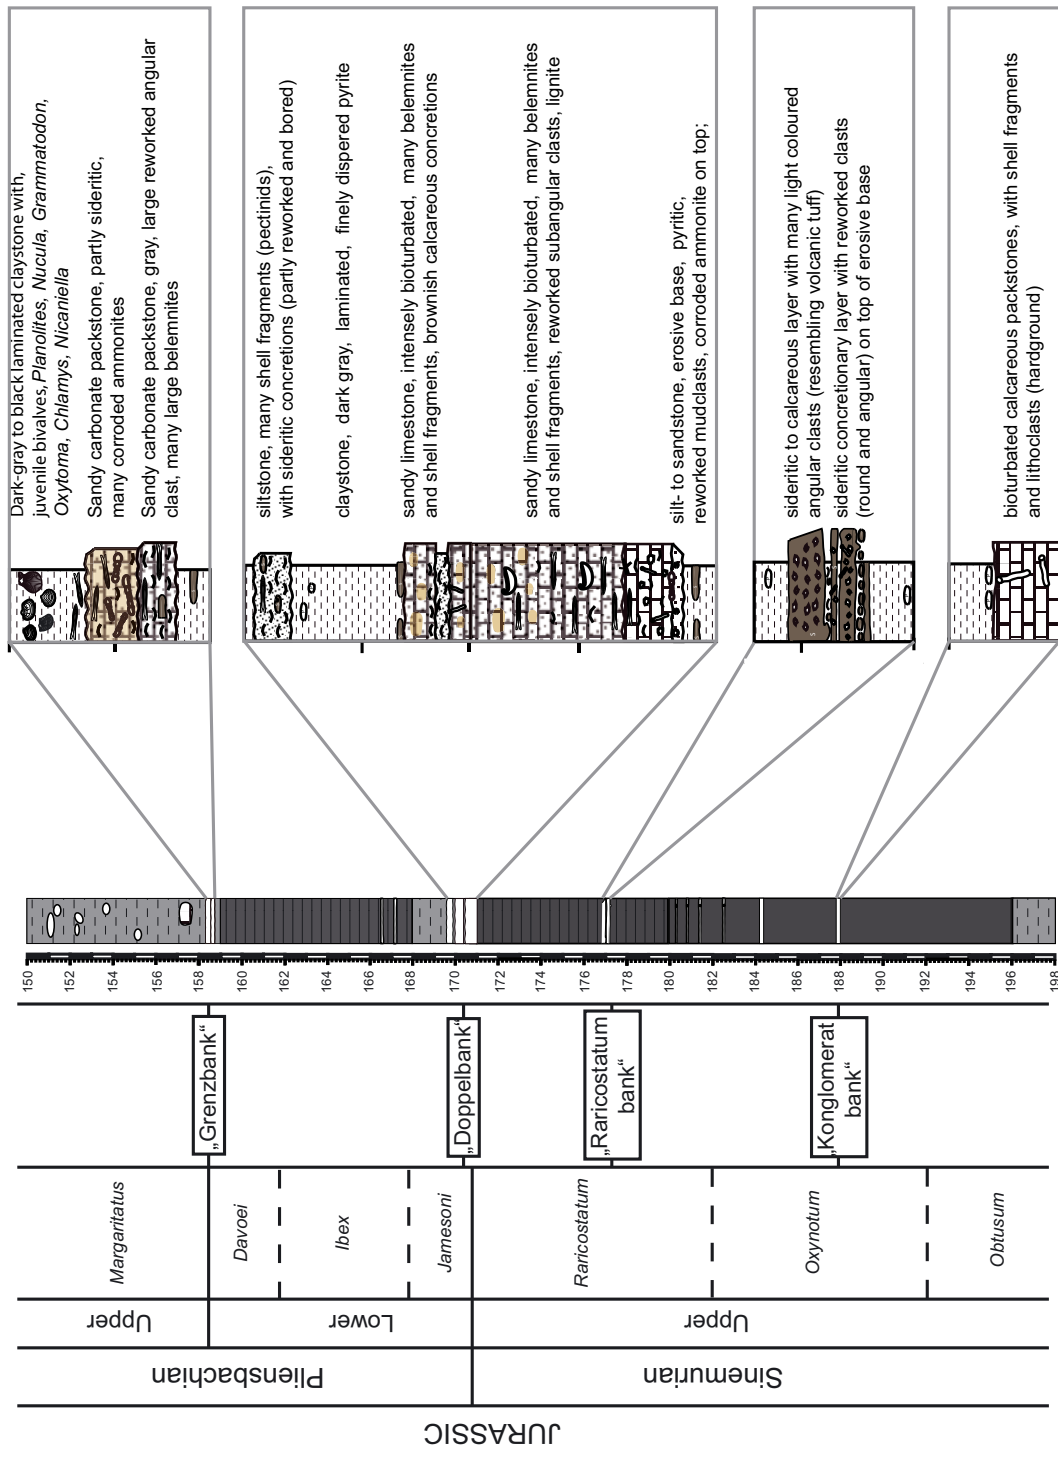 JURASSIC
Pliensbachian
Sinemurian
Upper
Lower
Upper
Margaritatus
Davoei
Ibex
Jamesoni
Raricostatum
Oxynotum
Obtusum
„Grenzbank“
„Doppelbank“
„Raricostatum
bank“
„Konglomerat
bank“
150
152
154
156
158
160
162
164
166
168
170
172
174
176
178
180
182
184
186
188
190
192
194
196
198
Dark-gray to black laminated claystone with,
juvenile bivalves,Planolites, Nucula, Grammatodon,
Oxytoma, Chlamys, Nicaniella
Sandy carbonate packstone, partly sideritic,
many corroded ammonites
Sandy carbonate packstone, gray, large reworked angular
clast, many large belemnites
siltstone, many shell fragments (pectinids),
with sideritic concretions (partly reworked and bored)
claystone, dark gray, laminated, finely dispered pyrite
sandy limestone, intensely bioturbated, many belemnites
and shell fragments, brownish calcareous concretions
sandy limestone, intensely bioturbated, many belemnites
and shell fragments, reworked subangular clasts, lignite
silt- to sandstone, erosive base, pyritic,
reworked mudclasts, corroded ammonite on top;
sideritic to calcareous layer with many light coloured
angular clasts (resembling volcanic tuff)
sideritic concretionary layer with reworked clasts
(round and angular) on top of erosive base
bioturbated calcareous packstones, with shell fragments
and lithoclasts (hardground)